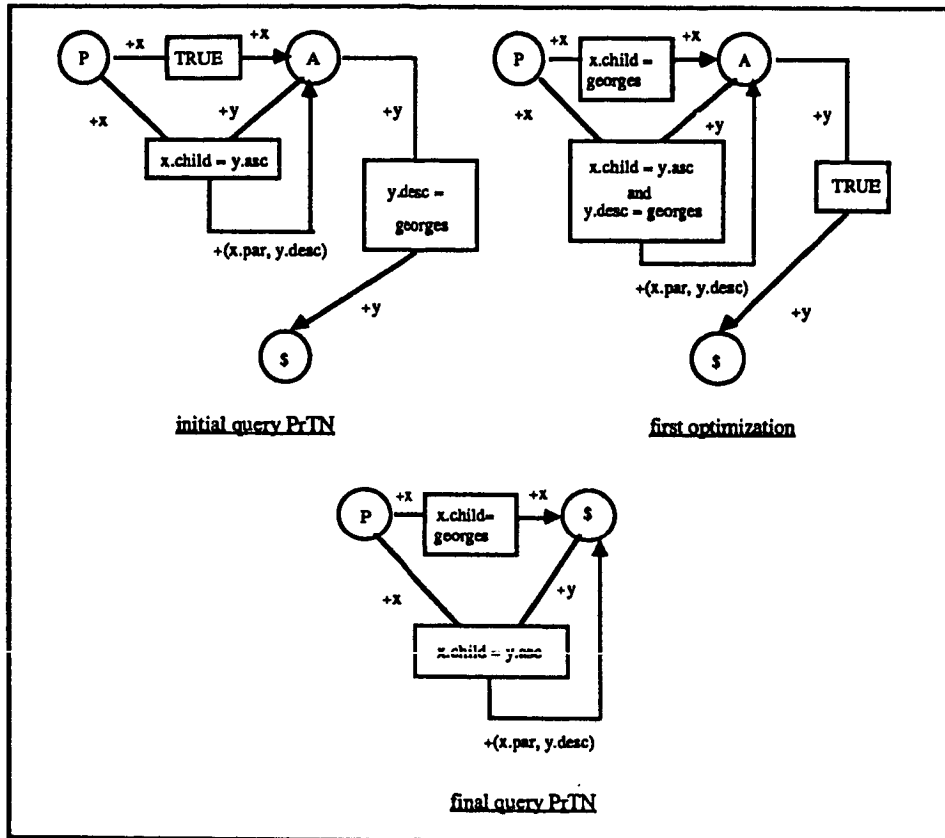 P +x TRUE +x A
+x
+y
+y
x.child = y.asc
y.desc =
georges
+(x.par, y.desc)
+y
$
initial query PrTN
P +x x.child = +x A
georges
+x
+y
+y
x.child = y.asc
and
y.desc = georges
TRUE
+(x.par, y.desc)
+y
$
first optimization
P +x x.child= +x $
georges
+x
+y
x.child = y.asc
+(x.par, y.desc)
final query PrTN